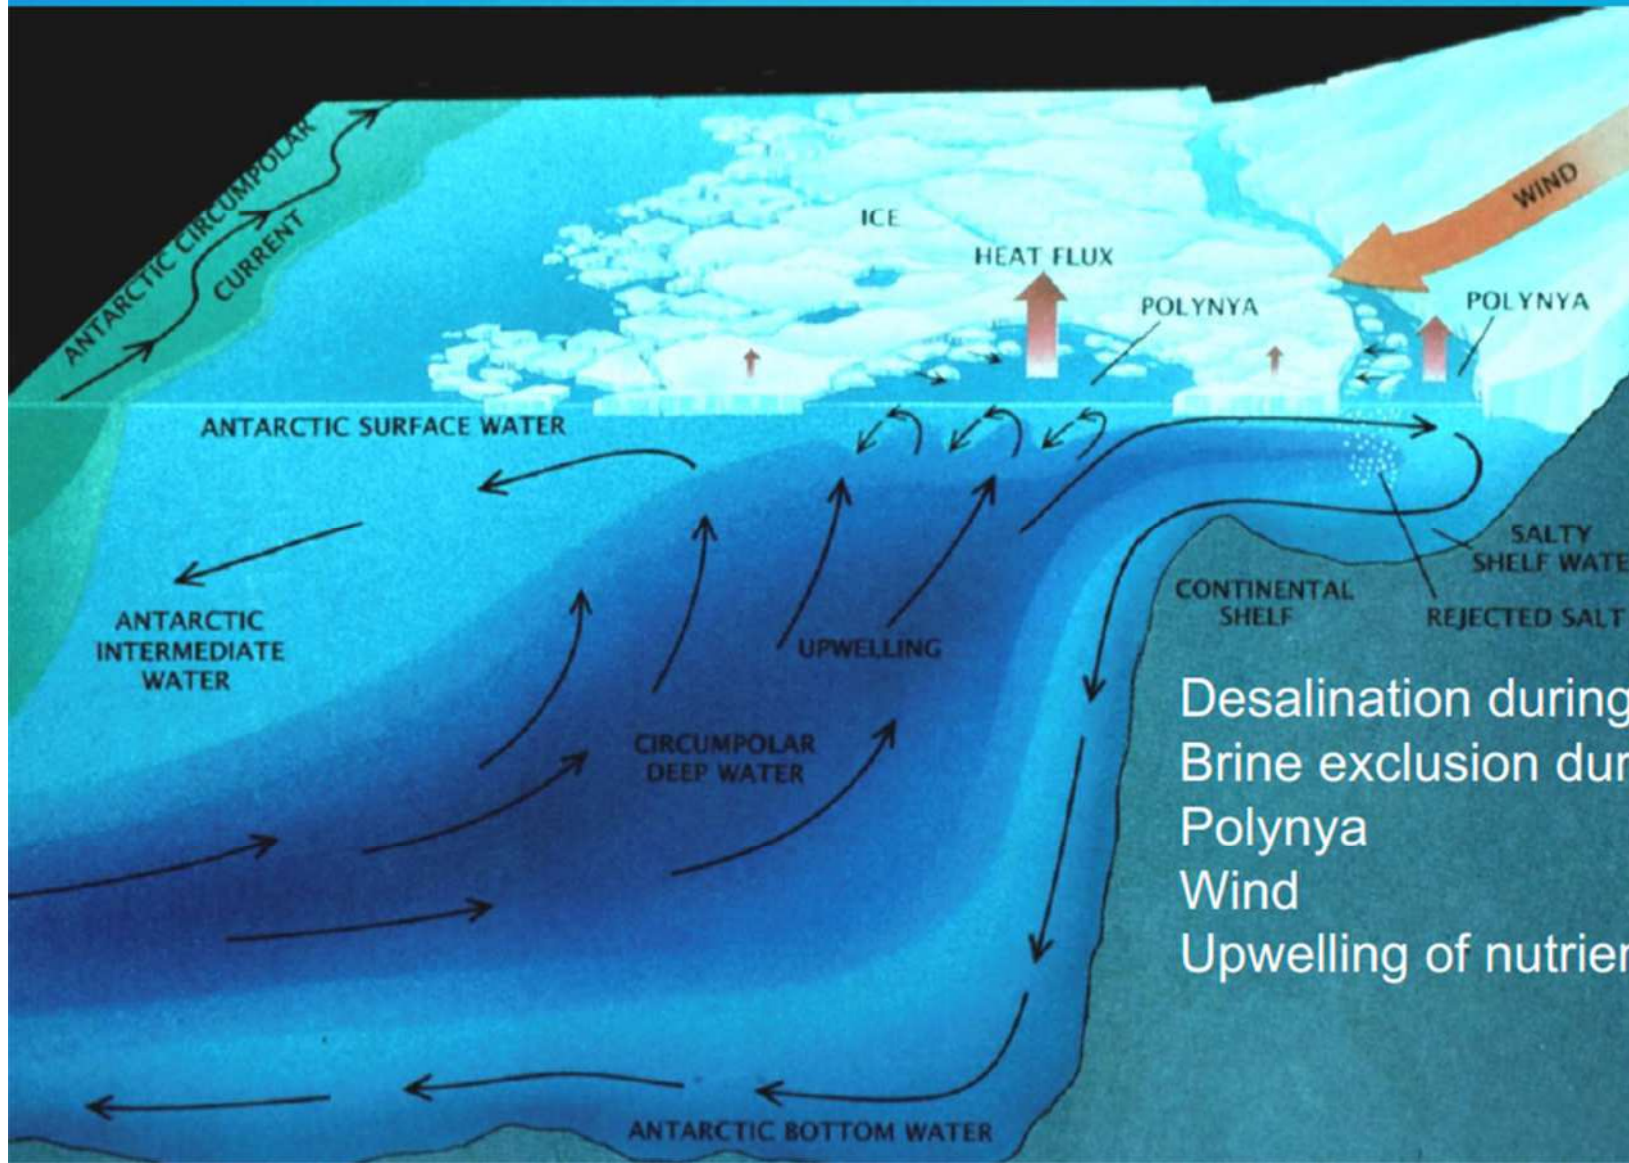 ANTARCTIC CIRCUMPOLAR
CURRENT
WIND
ICE
HEAT FLUX
POLYNYA
POLYNYA
ANTARCTIC SURFACE WATER
SALTY
SHELF WATE
CONTINENTAL
SHELF
REJECTED SALT
ANTARCTIC
INTERMEDIATE
WATER
UPWELLING
CIRCUMPOLAR
DEEP WATER
Desalination during
Brine exclusion dur
Polynya
Wind
Upwelling of nutrien
ANTARCTIC BOTTOM WATER